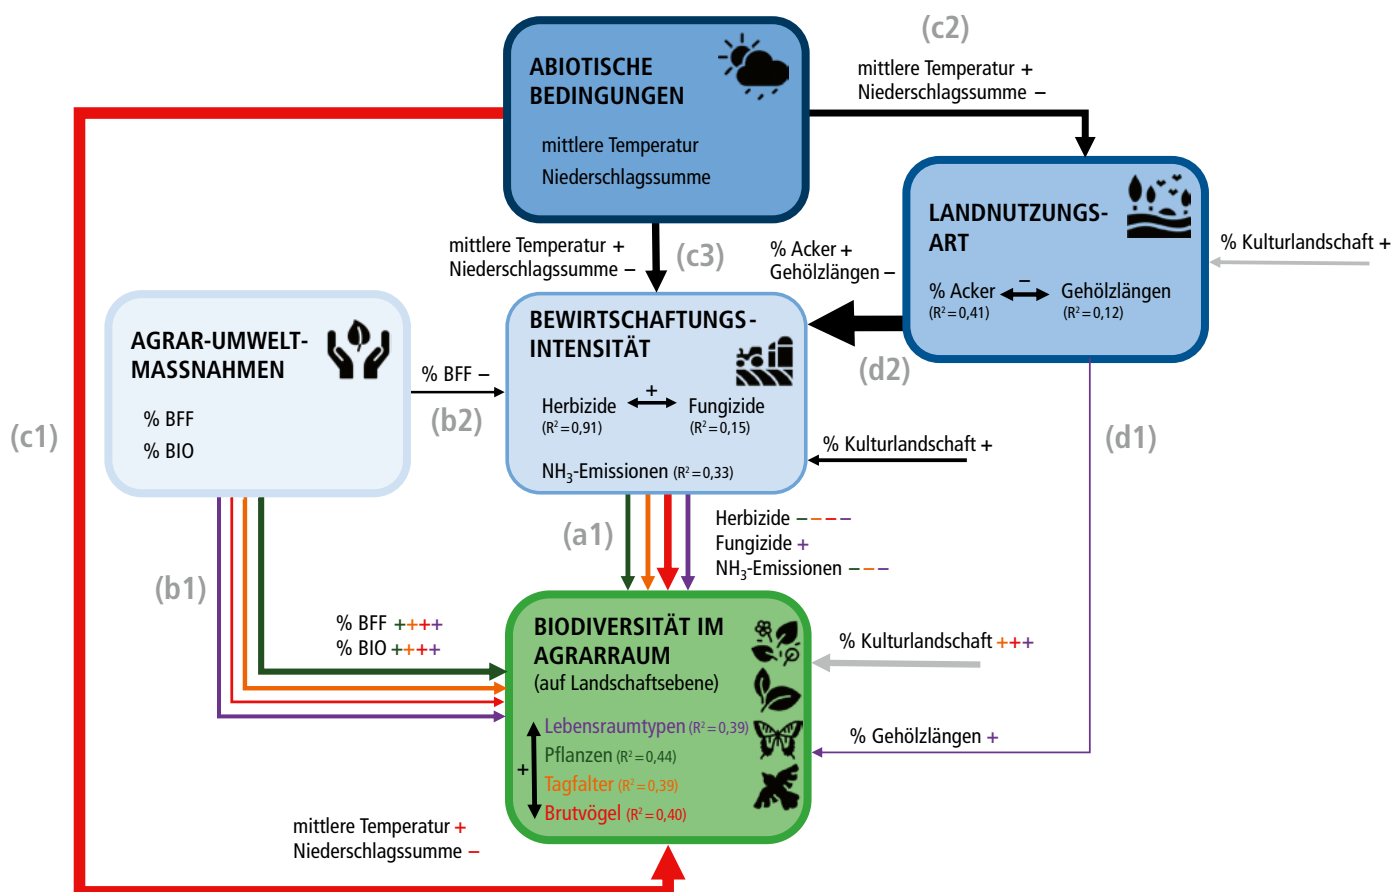 (c2)
ABIOTISCHE
BEDINGUNGEN
mittlere Temperatur
Niederschlagssumme
mittlere Temperatur +
Niederschlagssumme –
LANDNUTZUNGS-
ART
% Acker
(R² = 0,41)
–
Gehölzlängen
(R² = 0,12)
% Kulturlandschaft +
mittlere Temperatur +
Niederschlagssumme –
(c3)
% Acker +
Gehölzlängen –
(d2)
AGRAR-UMWELT-
MASSNAHMEN
% BFF
% BIO
% BFF –
(b2)
BEWIRTSCHAFTUNGS-
INTENSITÄT
Herbizide
(R² = 0,91)
+
Fungizide
(R² = 0,15)
NH₃-Emissionen (R² = 0,33)
% Kulturlandschaft +
(c1)
(d1)
(a1)
Herbizide – – – –
Fungizide +
NH₃-Emissionen – – –
(b1)
% BFF ++++
% BIO ++++
BIODIVERSITÄT IM
AGRARRAUM
(auf Landschaftsebene)
+
Lebensraumtypen (R² = 0,39)
Pflanzen (R² = 0,44)
Tagfalter (R² = 0,39)
Brutvögel (R² = 0,40)
% Kulturlandschaft +++
% Gehölzlängen +
mittlere Temperatur +
Niederschlagssumme –